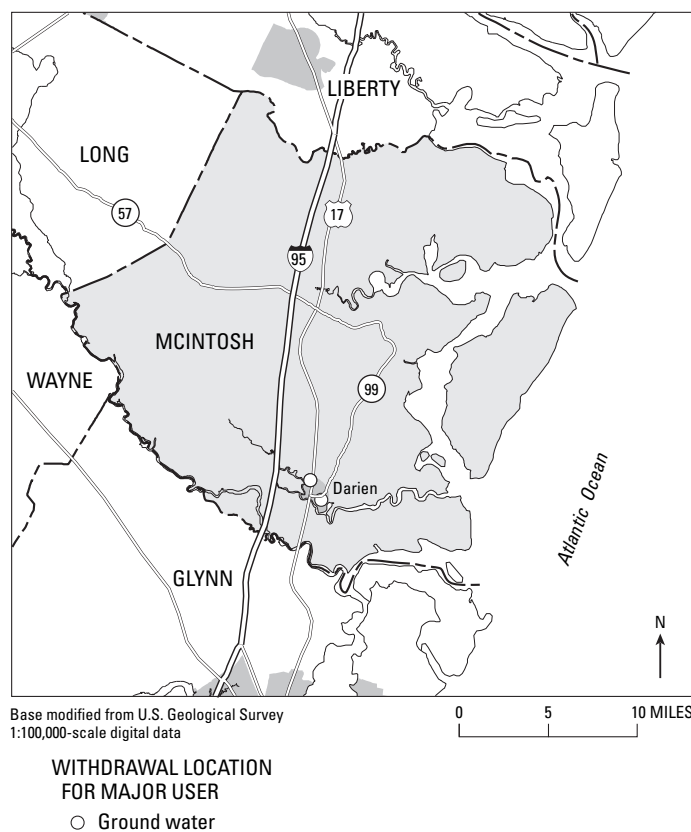 LIBERTY
LONG
57
17
95
MCINTOSH
WAYNE
99
Darien
Atlantic Ocean
GLYNN
N
Base modified from U.S. Geological Survey
1:100,000-scale digital data
0 5 10 MILES
WITHDRAWAL LOCATION
FOR MAJOR USER
Ground water